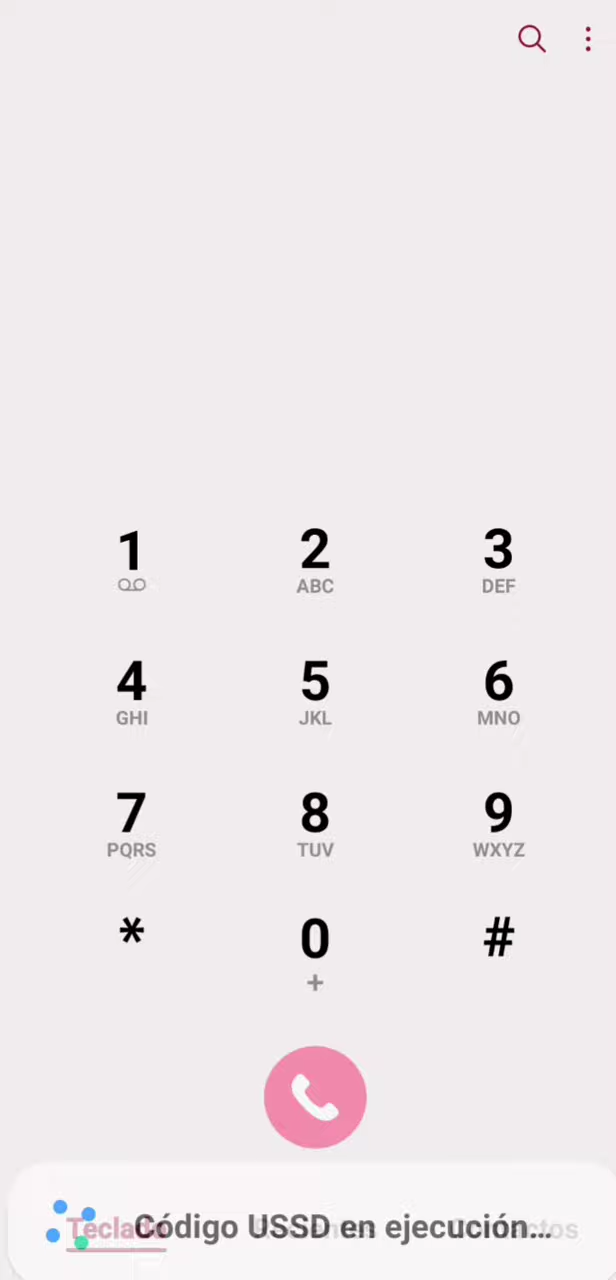 1 2 3
ABC DEF
4 5 6
GHI JKL MNO
7 8 9
PQRS TUV WXYZ
* 0 #
+
Teclado Código USSD en ejecución...